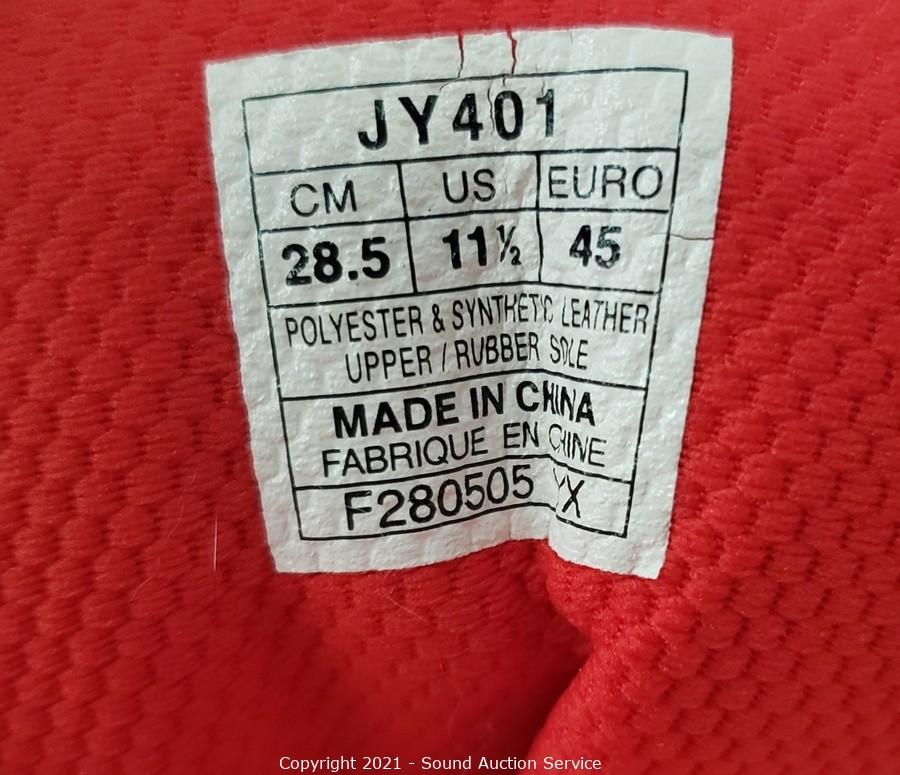 JY401
CM US EURO
28.5 11½ 45
POLYESTER & SYNTHETIC LEATHER
UPPER / RUBBER SOLE
MADE IN CHINA
FABRIQUE EN CHINE
F280505 YX
Copyright 2021 - Sound Auction Service